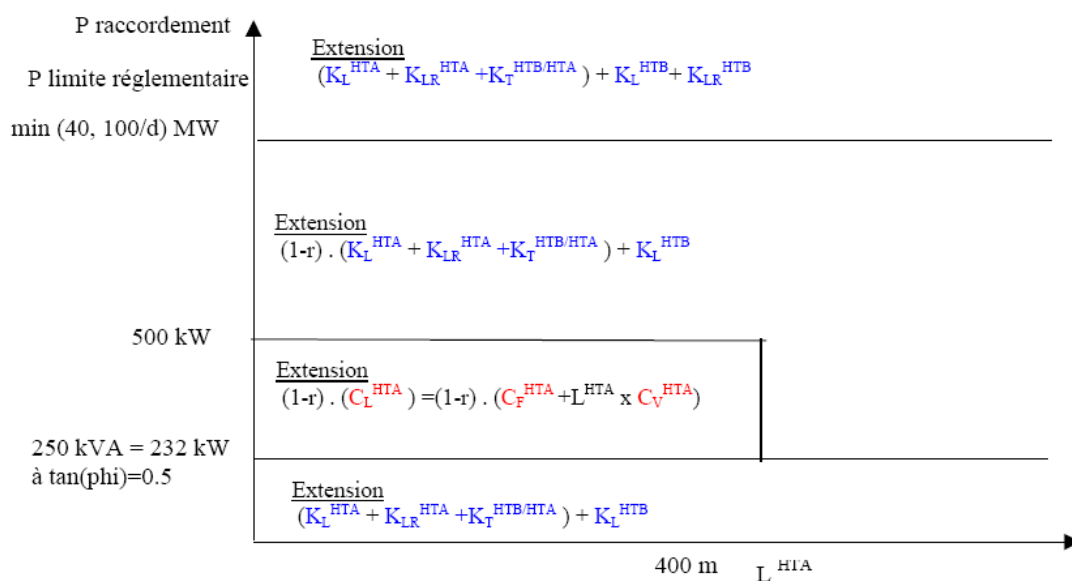 P raccordement
Extension
(K_L^HTA + K_LR^HTA +K_T^HTB/HTA ) + K_L^HTB+ K_LR^HTB
P limite réglementaire
min (40, 100/d) MW
Extension
(1-r) . (K_L^HTA + K_LR^HTA +K_T^HTB/HTA ) + K_L^HTB
500 kW
Extension
(1-r) . (C_L^HTA ) =(1-r) . (C_F^HTA +L^HTA x C_V^HTA)
250 kVA = 232 kW
à tan(phi)=0.5
Extension
(K_L^HTA + K_LR^HTA +K_T^HTB/HTA ) + K_L^HTB
400 m
L^HTA